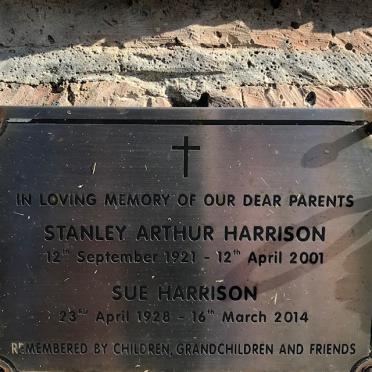 IN LOVING MEMORY OF OUR DEAR PARENTS
STANLEY ARTHUR HARRISON
12th September 1921 - 12th April 2001
SUE HARRISON
23rd April 1928 - 16th March 2014
REMEMBERED BY CHILDREN, GRANDCHILDREN AND FRIENDS